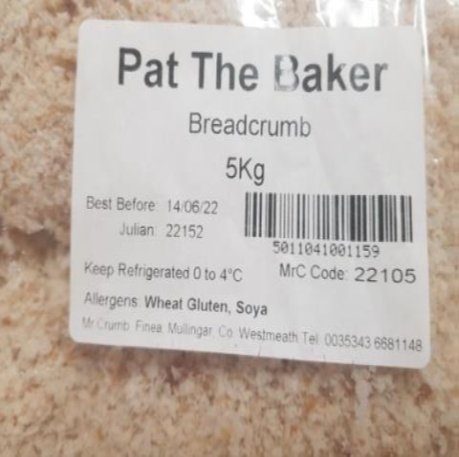 Pat The Baker
Breadcrumb
5Kg
Best Before: 14/06/22
Julian: 22152
5011041001159
Keep Refrigerated 0 to 4°C
MrC Code: 22105
Allergens: Wheat Gluten, Soya
Mr Crumb, Finea, Mullingar, Co. Westmeath Tel: 0035343 6681148